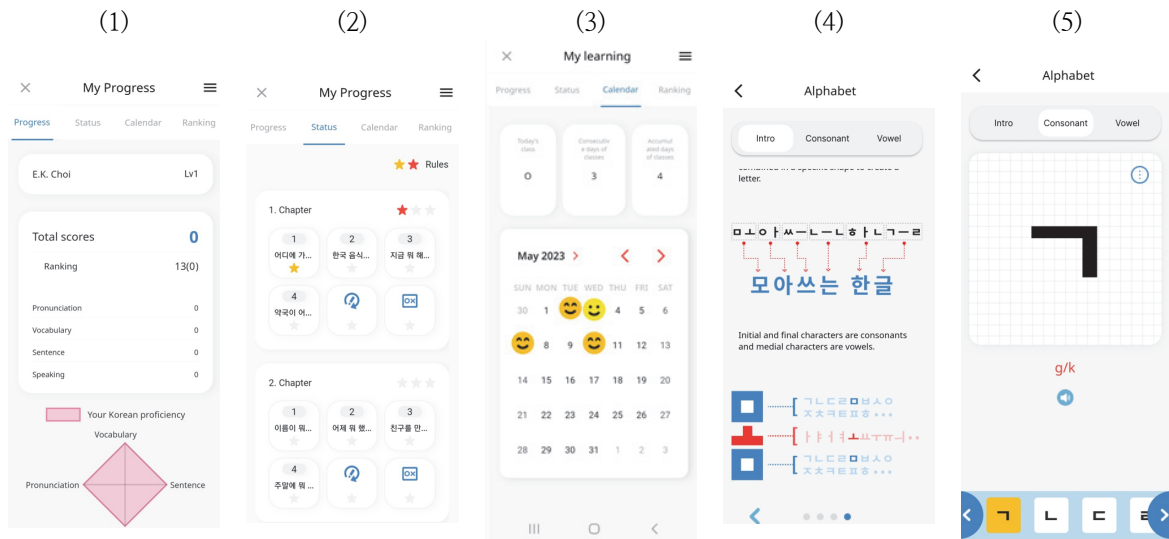 (1)
(2)
(3)
(4)
(5)
My Progress
Progress Status Calendar Ranking
E.K. Choi Lv1
Total scores 0
Ranking 13(0)
Pronunciation 0
Vocabulary 0
Sentence 0
Speaking 0
Your Korean proficiency
Vocabulary
Pronunciation Sentence
My Progress
Progress Status Calendar Ranking
Rules
1. Chapter
1 2 3
어디에 가... 한국 음식... 지금 뭐 해...
4
약국이 어... OX
2. Chapter
1 2 3
이름이 뭐... 어제 뭐 했... 친구를 만...
4
주말에 뭐 ... OX
My learning
Progress Status Calendar Ranking
Today's Consecutiv Accumul
class e days of ated days
classes of classes
0 3 4
May 2023
SUN MON TUE WED THU FRI SAT
30 1 4 5 6
8 9 11 12 13
14 15 16 17 18 19 20
21 22 23 24 25 26 27
28 29 30 31 1 2 3
Alphabet
Intro Consonant Vowel
letter.
ㅁㅗㅇㅏㅆㅡㄴㅡㄴㅎㅏㄴㄱㅡㄹ
모아쓰는 한글
Initial and final characters are consonants
and medial characters are vowels.
ㄱㄴㄷㄹㅁㅂㅅㅇ
ㅈㅊㅋㅌㅍㅎ...
ㅏㅑㅓㅕㅗㅛㅜㅠㅡㅣ..
ㄱㄴㄷㄹㅁㅂㅅㅇ
ㅈㅊㅋㅌㅍㅎ...
Alphabet
Intro Consonant Vowel
ㄱ
g/k
ㄱ ㄴ ㄷ ㄹ